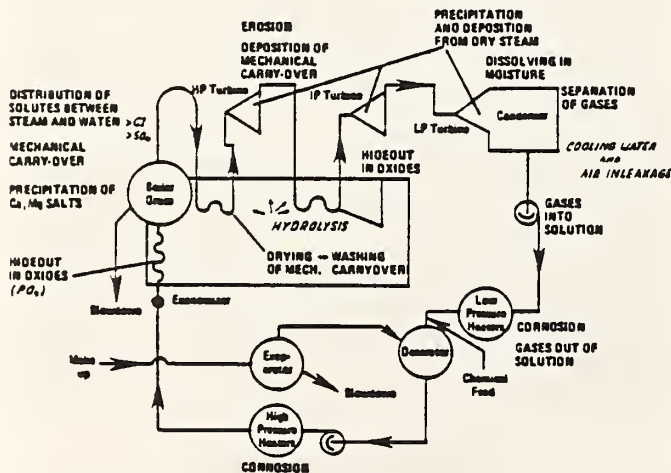 EROSION
DEPOSITION OF
MECHANICAL
CARRY-OVER
PRECIPITATION
AND DEPOSITION
FROM DRY STEAM
DISSOLVING IN
MOISTURE
DISTRIBUTION OF
SOLUTES BETWEEN
STEAM AND WATER >Cl
>SO₄
MECHANICAL
CARRY-OVER
PRECIPITATION OF
Ca, Mg SALTS
HP Turbine
IP Turbine
LP Turbine
Condenser
SEPARATION
OF GASES
COOLING WATER
AND
AIR INLEAKAGE
HIDEOUT
IN OXIDES
Boiler
Drum
HYDROLYSIS
DRYING ↔ WASHING
OF MECH. CARRYOVER
GASES
INTO
SOLUTION
HIDEOUT
IN OXIDES
(PO₄)
Blowdown
Economizer
Low
Pressure
Heaters
CORROSION
GASES OUT OF
SOLUTION
Make
up
Evap-
orator
Deaerator
Chemical
Feed
Blowdown
High
Pressure
Heaters
CORROSION